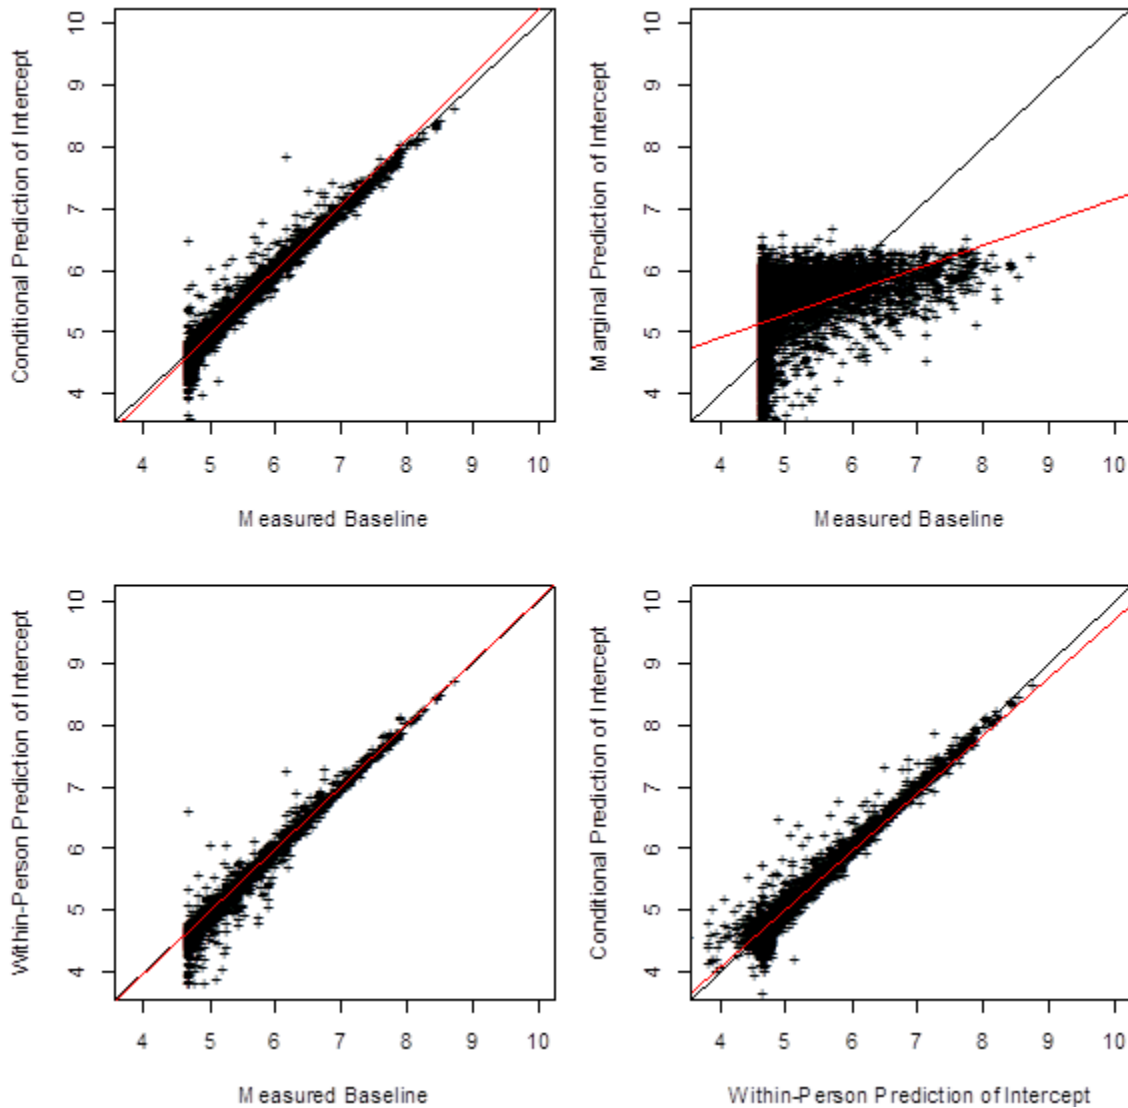 Conditional Prediction of Intercept
10
9
8
7
6
5
4
4 5 6 7 8 9 10
Measured Baseline
Marginal Prediction of Intercept
10
9
8
7
6
5
4
4 5 6 7 8 9 10
Measured Baseline
Within-Person Prediction of Intercept
10
9
8
7
6
5
4
4 5 6 7 8 9 10
Measured Baseline
Conditional Prediction of Intercept
10
9
8
7
6
5
4
4 5 6 7 8 9 10
Within-Person Prediction of Intercept